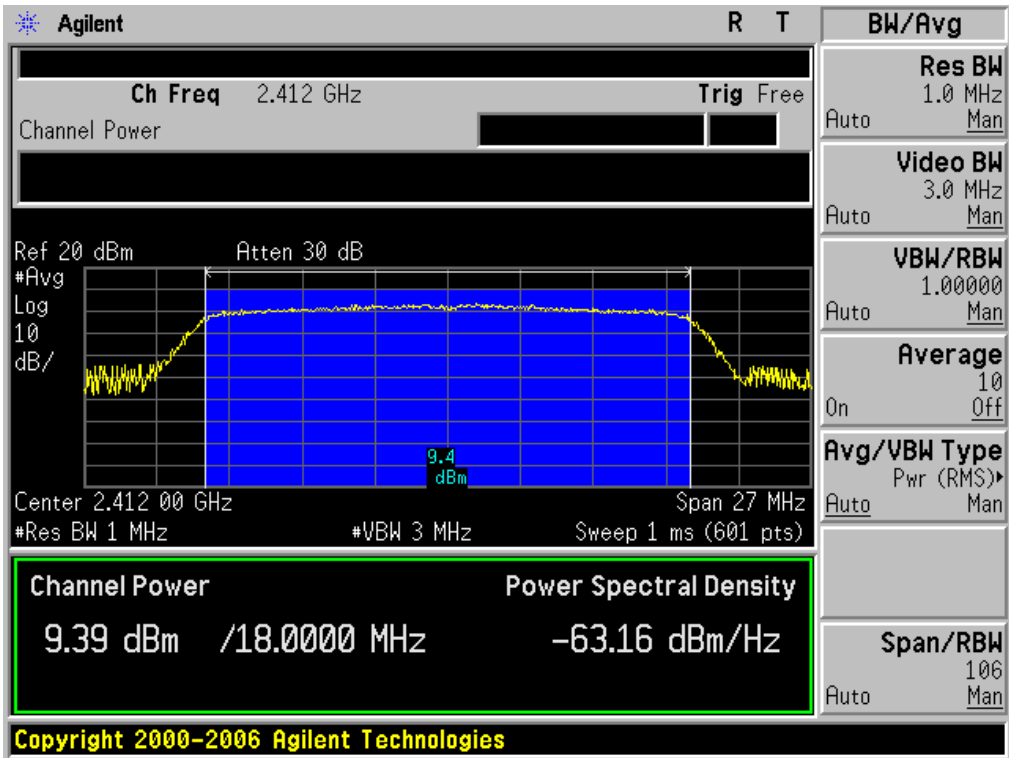 Agilent
R T
Ch Freq 2.412 GHz
Trig Free
Channel Power
Ref 20 dBm
Atten 30 dB
#Avg
Log
10
dB/
9.4
dBm
Center 2.412 00 GHz
Span 27 MHz
#Res BW 1 MHz
#VBW 3 MHz
Sweep 1 ms (601 pts)
Channel Power
Power Spectral Density
9.39 dBm /18.0000 MHz
-63.16 dBm/Hz
Copyright 2000-2006 Agilent Technologies
BW/Avg
Res BW
1.0 MHz
Auto Man
Video BW
3.0 MHz
Auto Man
VBW/RBW
1.00000
Auto Man
Average
10
On Off
Avg/VBW Type
Pwr (RMS)▸
Auto Man
Span/RBW
106
Auto Man